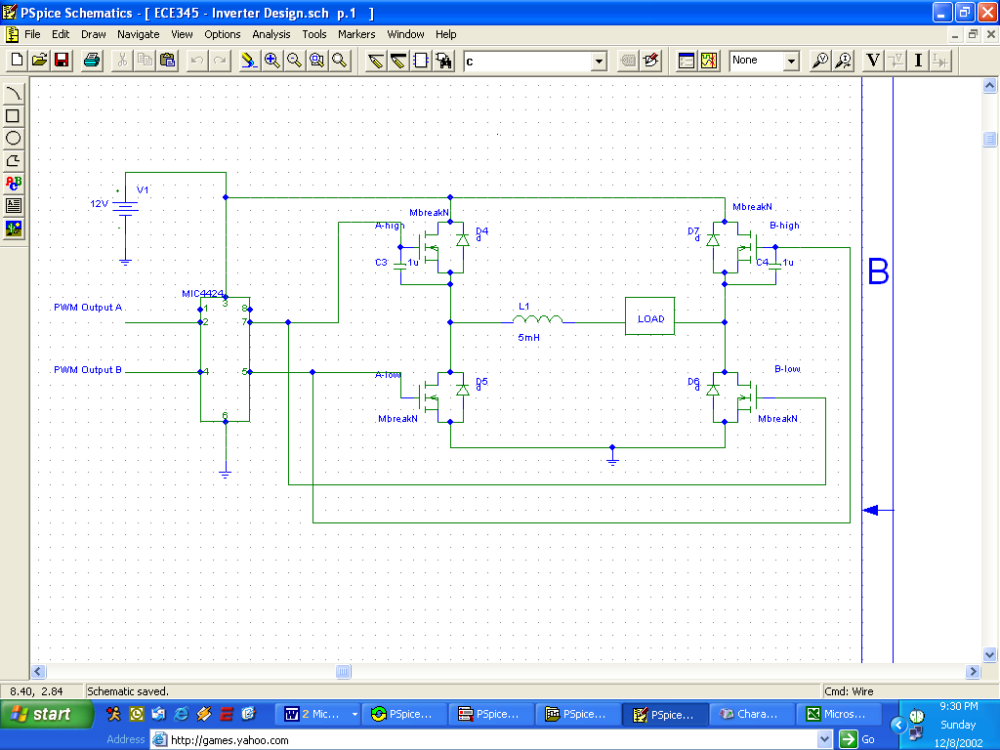 PSpice Schematics - [ ECE345 - Inverter Design.sch p.1 ]
File Edit Draw Navigate View Options Analysis Tools Markers Window Help
c
None
V
V
I
V1
12V
MbreakN
MbreakN
A-high
D4
d
D7
d
B-high
C3
1u
C4
1u
B
MIC4424
PWM Output A
1
3
8
2
7
L1
5mH
LOAD
PWM Output B
4
5
6
A-low
D5
d
D6
d
B-low
MbreakN
MbreakN
8.40, 2.84
Schematic saved.
Cmd: Wire
start
2 Mic...
PSpice...
PSpice...
PSpice...
PSpice...
Chara...
Micros...
9:30 PM
Sunday
12/8/2002
Address
http://games.yahoo.com
Go